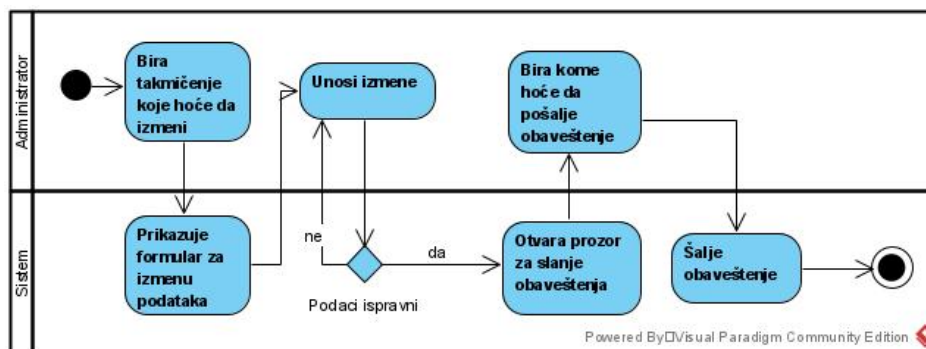 Administrator
Bira
takmičenje
koje hoće da
izmeni
Unosi izmene
Bira kome
hoće da
pošalje
obaveštenje
Sistem
Prikazuje
formular za
izmenu
podataka
ne
da
Podaci ispravni
Otvara prozor
za slanje
obaveštenja
Šalje
obaveštenje
Powered By□Visual Paradigm Community Edition